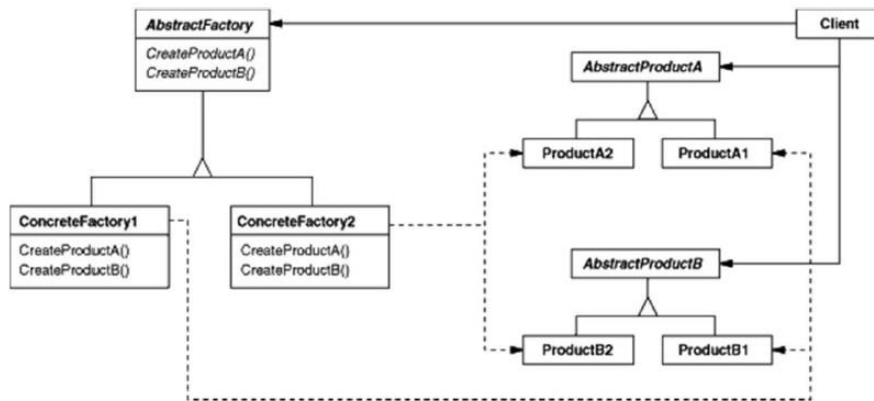 AbstractFactory
CreateProductA()
CreateProductB()
Client
AbstractProductA
ProductA2
ProductA1
ConcreteFactory1
CreateProductA()
CreateProductB()
ConcreteFactory2
CreateProductA()
CreateProductB()
AbstractProductB
ProductB2
ProductB1